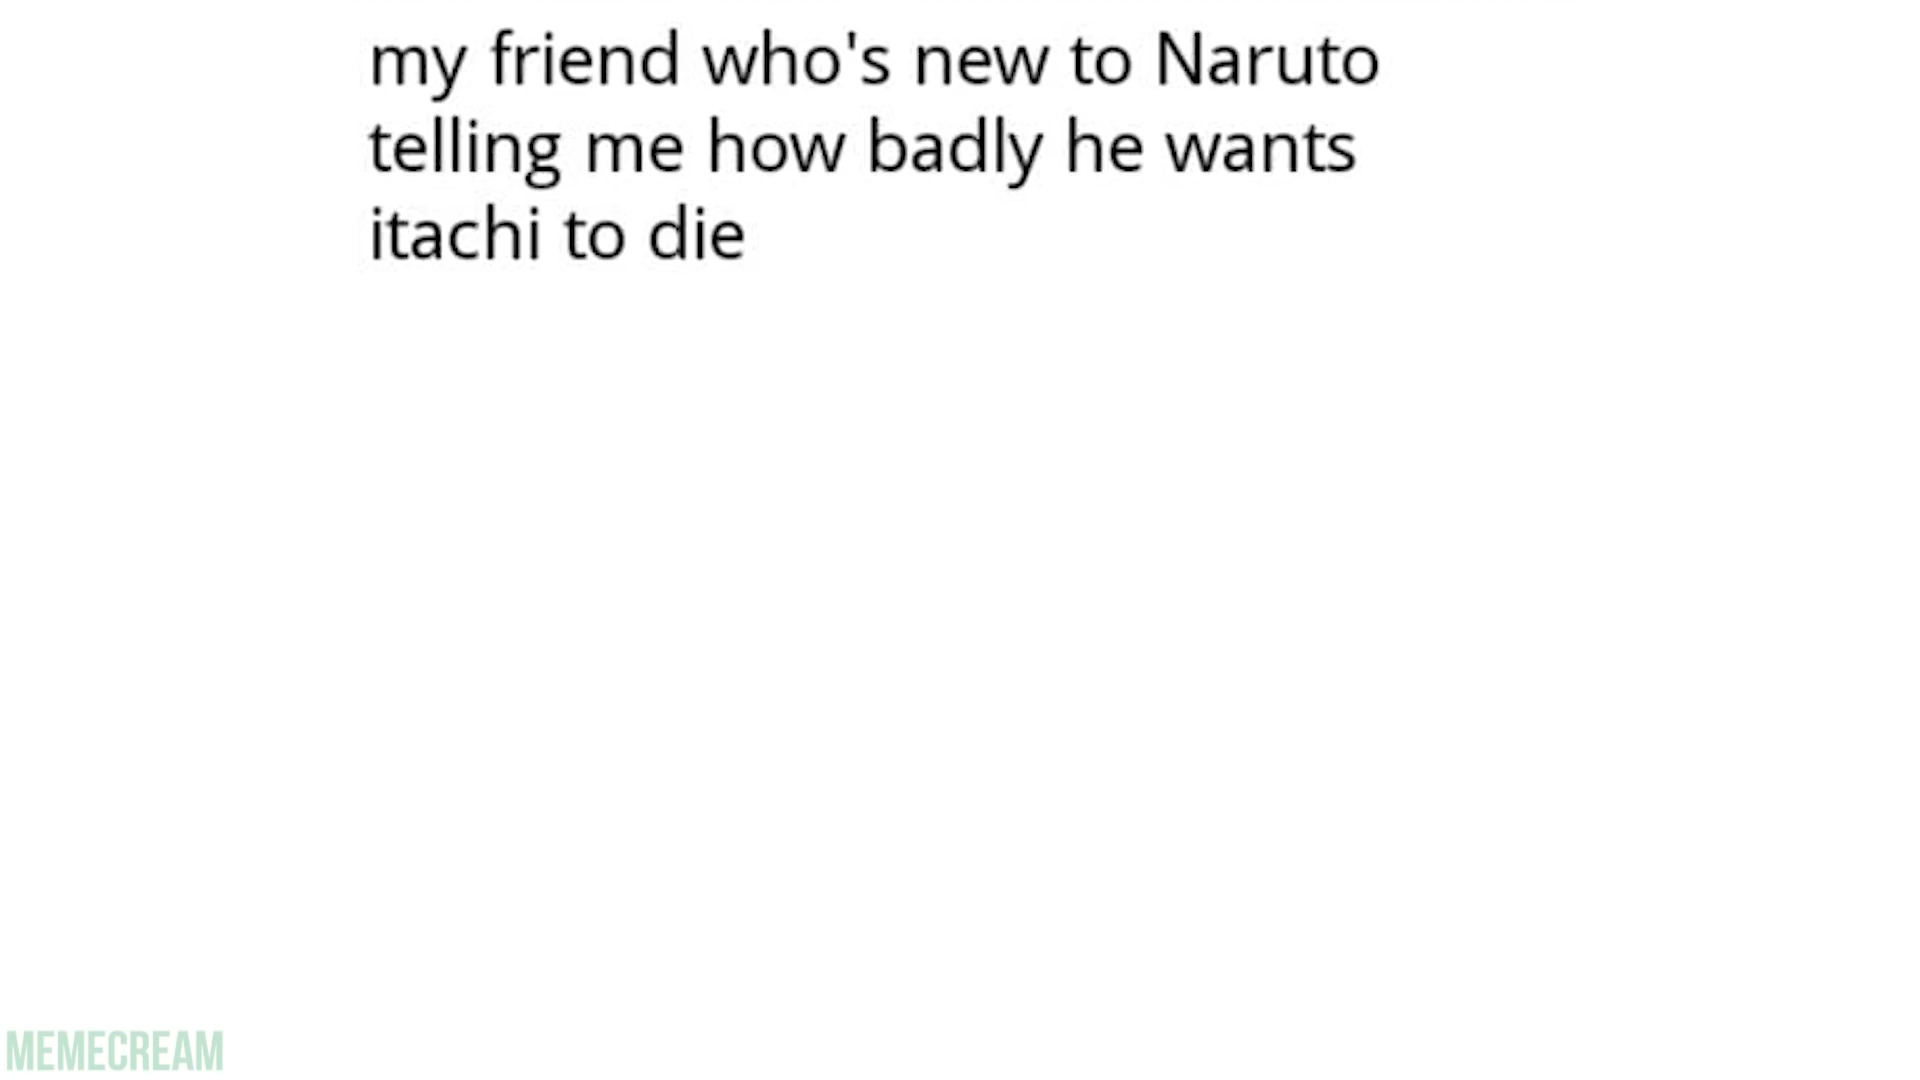 my friend who's new to Naruto
telling me how badly he wants
itachi to die
MEMECREAM